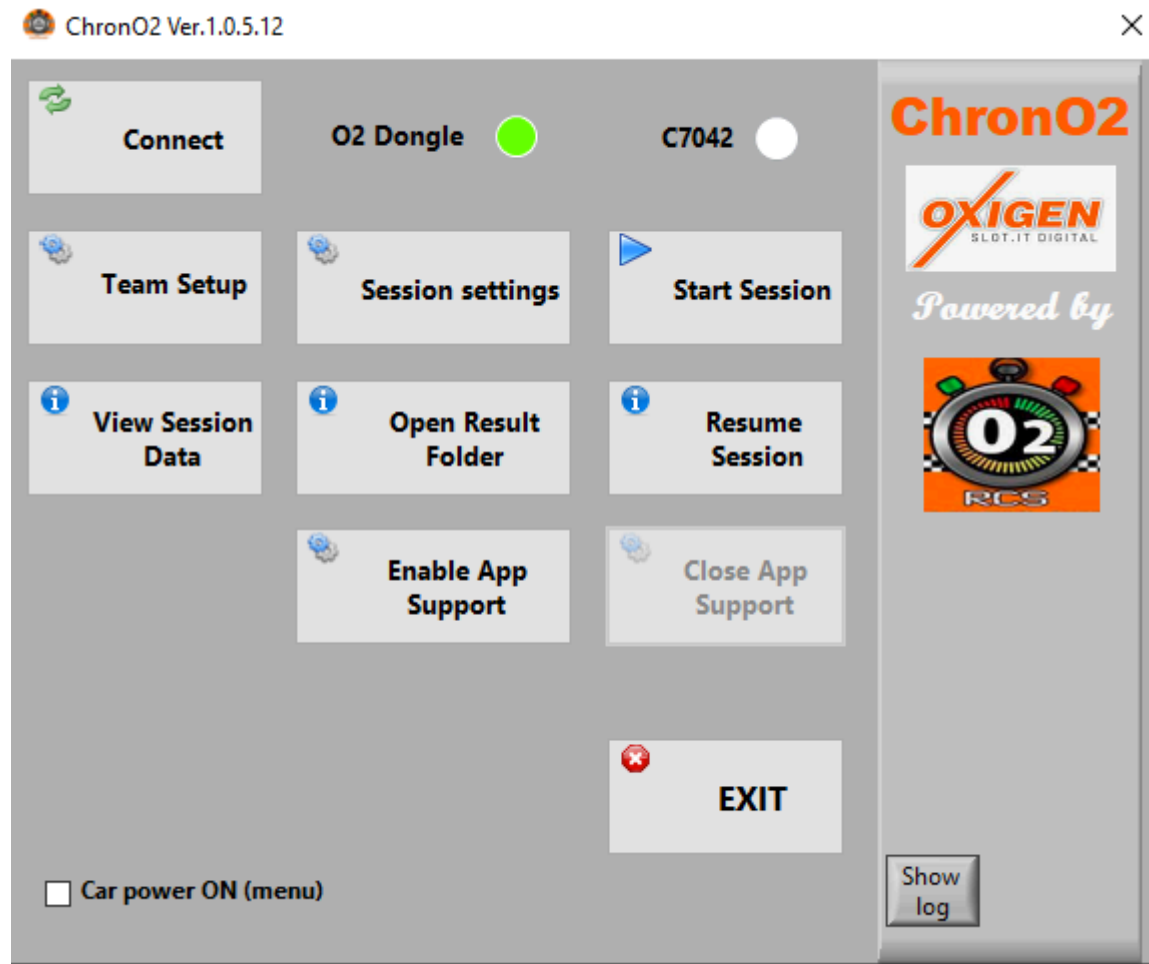 ChronO2 Ver.1.0.5.12
Connect
O2 Dongle
C7042
ChronO2
OXIGEN
SLOT.IT DIGITAL
Team Setup
Session settings
Start Session
Powered by
View Session
Data
Open Result
Folder
Resume
Session
O2
RCS
Enable App
Support
Close App
Support
EXIT
Car power ON (menu)
Show
log